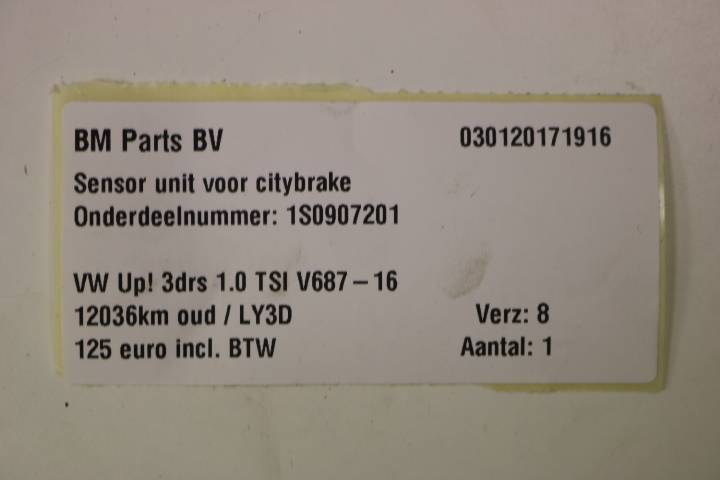 BM Parts BV 030120171916
Sensor unit voor citybrake
Onderdeelnummer: 1S0907201
VW Up! 3drs 1.0 TSI V687 – 16
12036km oud / LY3D Verz: 8
125 euro incl. BTW Aantal: 1